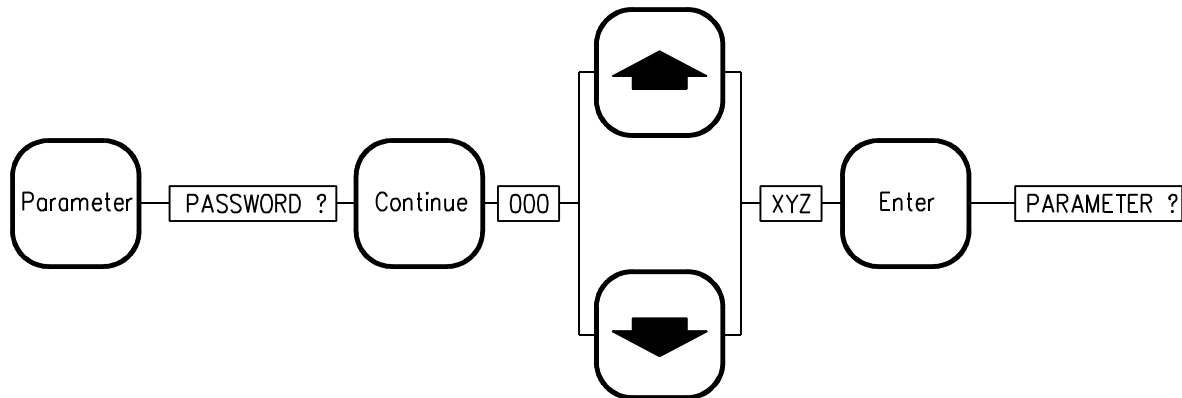 Parameter
PASSWORD ?
Continue
000
XYZ
Enter
PARAMETER ?